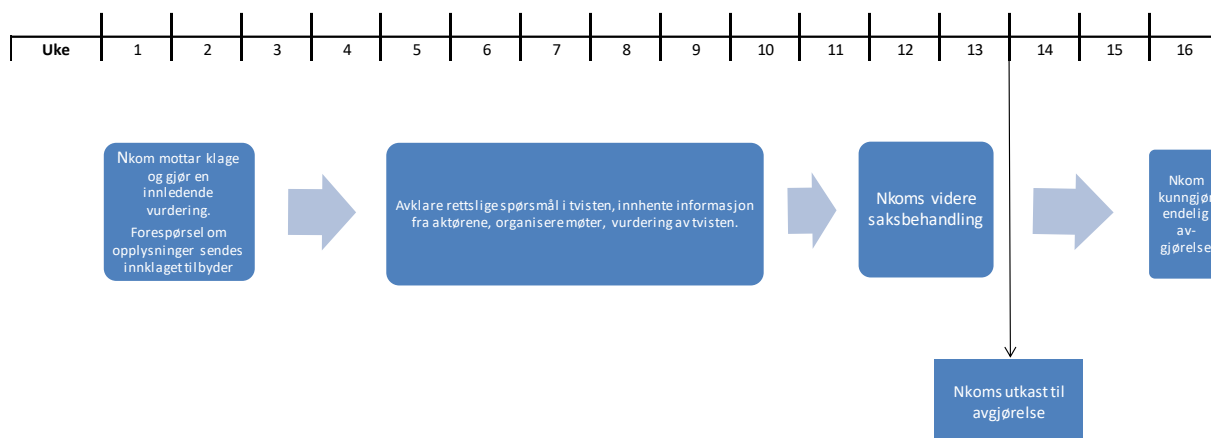 Uke 1 2 3 4 5 6 7 8 9 10 11 12 13 14 15 16
Nkom mottar klage
og gjør en
innledende
vurdering.
Forespørsel om
opplysninger sendes
innklaget tilbyder
Avklare rettslige spørsmål i tvisten, innhente informasjon
fra aktørene, organisere møter, vurdering av tvisten.
Nkoms videre
saksbehandling
Nkom
kunngjør
endelig
av-
gjørelse
Nkoms utkast til
avgjørelse